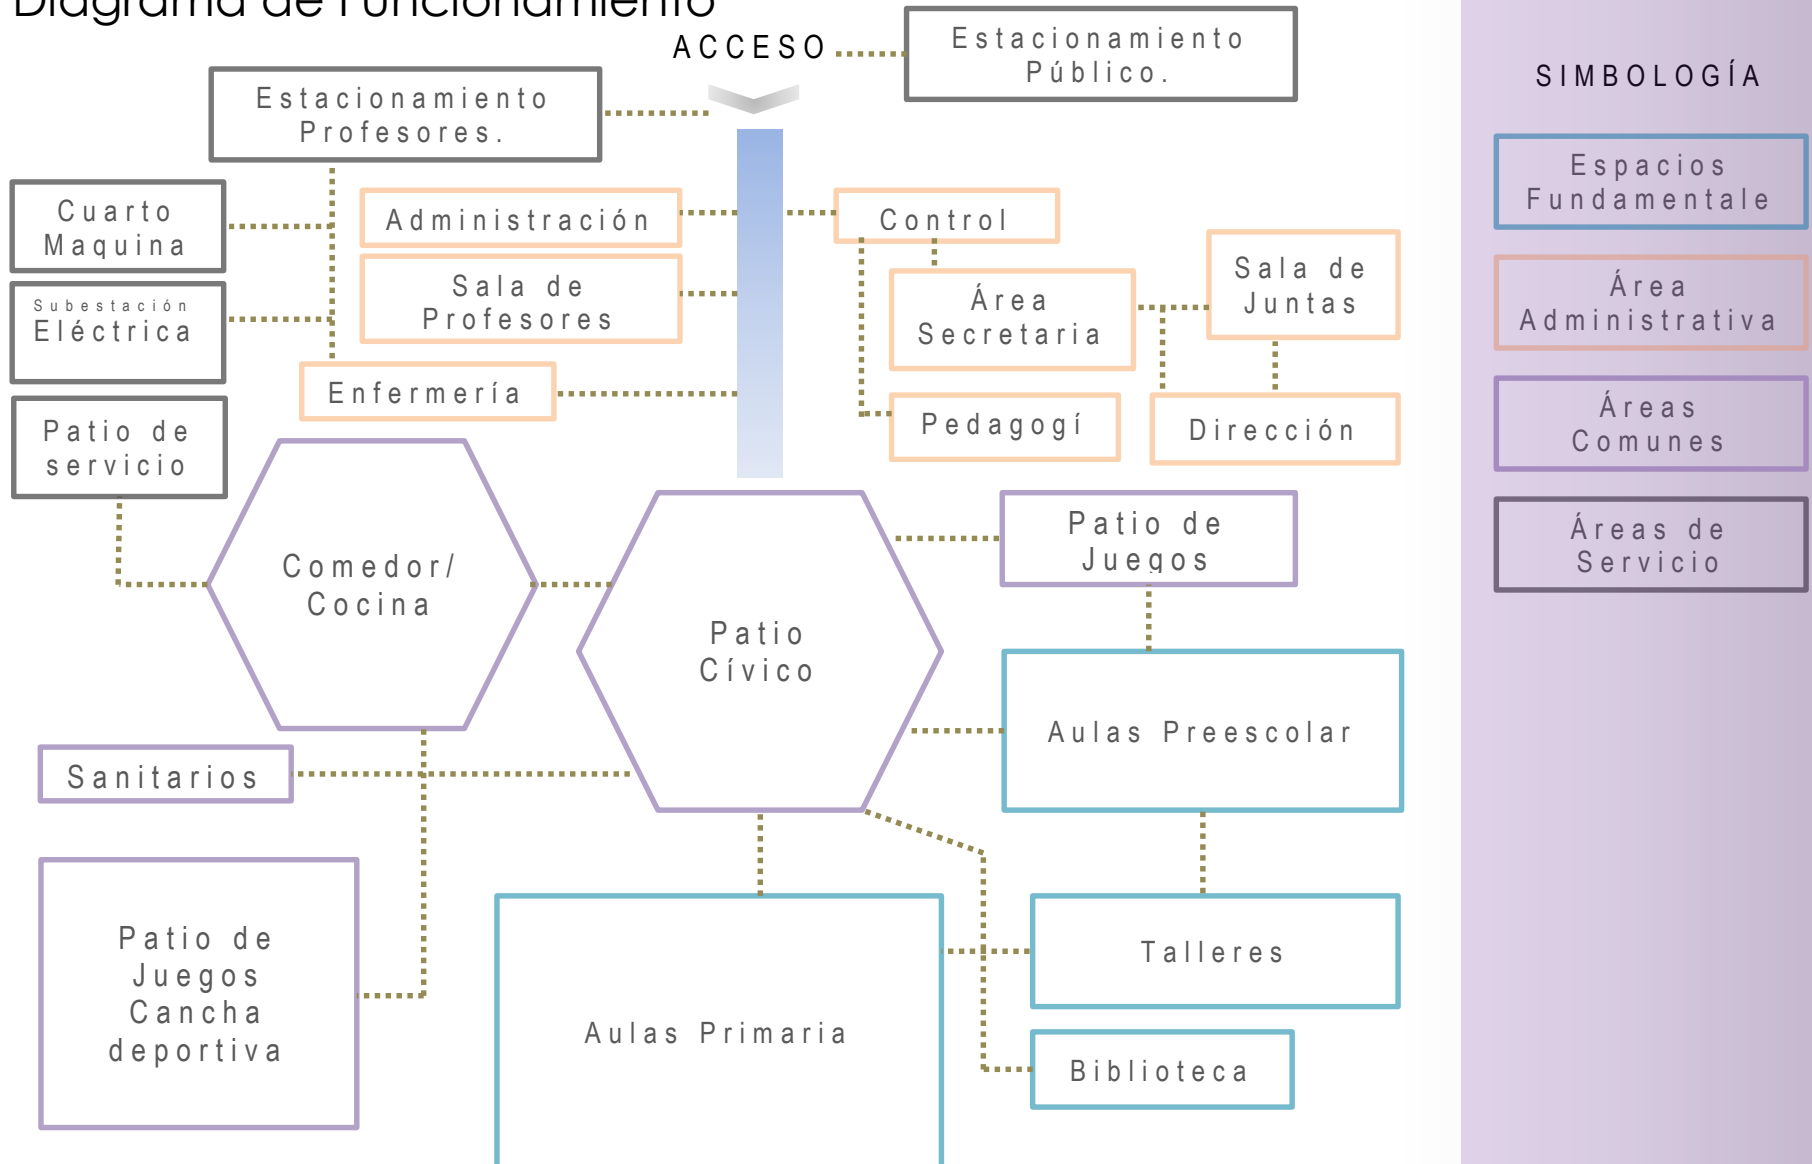 Diagrama de Funcionamiento
ACCESO
Estacionamiento
Público.
Estacionamiento
Profesores.
Cuarto
Maquina
Administración
Control
Sala de
Profesores
Área
Secretaria
Sala de
Juntas
Subestación
Eléctrica
Enfermería
Pedagogí
Dirección
Patio de
servicio
Comedor/
Cocina
Patio
Cívico
Patio de
Juegos
Aulas Preescolar
Sanitarios
Patio de
Juegos
Cancha
deportiva
Aulas Primaria
Talleres
Biblioteca
SIMBOLOGÍA
Espacios
Fundamentale
Área
Administrativa
Áreas
Comunes
Áreas de
Servicio